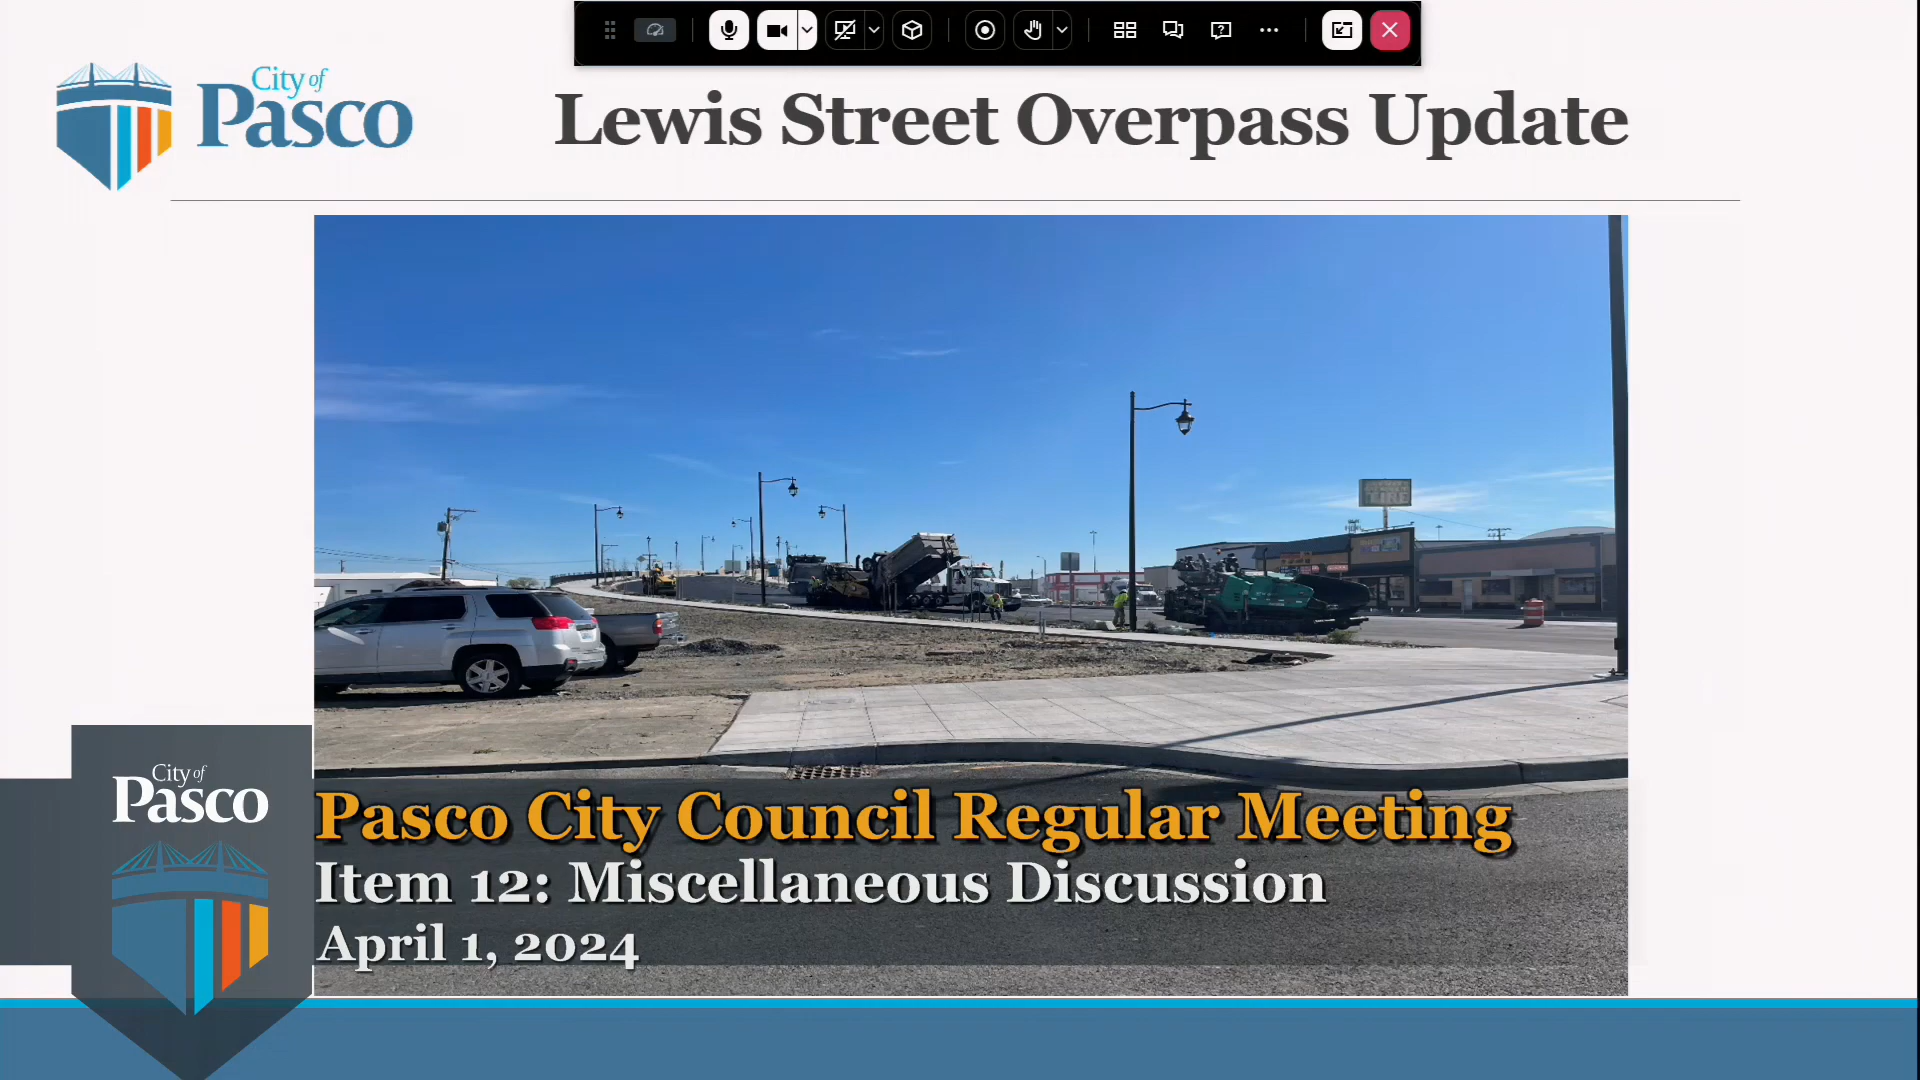 City of
Pasco
Lewis Street Overpass Update
TIRE
City of
Pasco
Pasco City Council Regular Meeting
Item 12: Miscellaneous Discussion
April 1, 2024